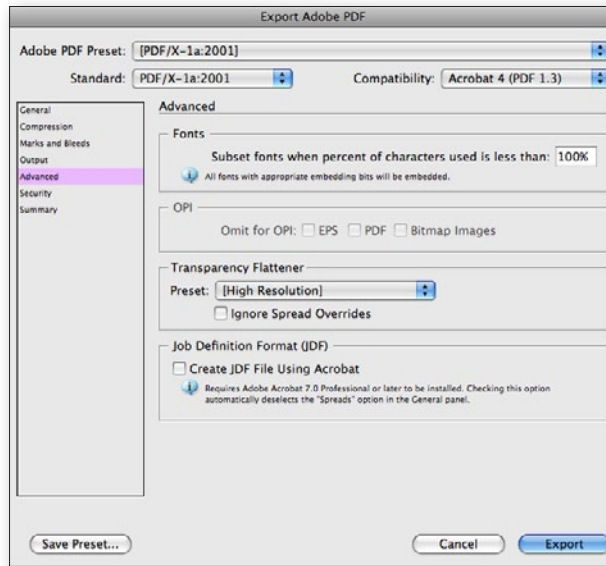 Export Adobe PDF
Adobe PDF Preset: [PDF/X-1a:2001]
Standard: PDF/X-1a:2001 Compatibility: Acrobat 4 (PDF 1.3)
General
Compression
Marks and Bleeds
Output
Advanced
Security
Summary
Advanced
Fonts
Subset fonts when percent of characters used is less than: 100%
All fonts with appropriate embedding bits will be embedded.
OPI
Omit for OPI: EPS PDF Bitmap Images
Transparency Flattener
Preset: [High Resolution]
Ignore Spread Overrides
Job Definition Format (JDF)
Create JDF File Using Acrobat
Requires Adobe Acrobat 7.0 Professional or later to be installed. Checking this option
automatically deselects the "Spreads" option in the General panel.
Save Preset... Cancel Export